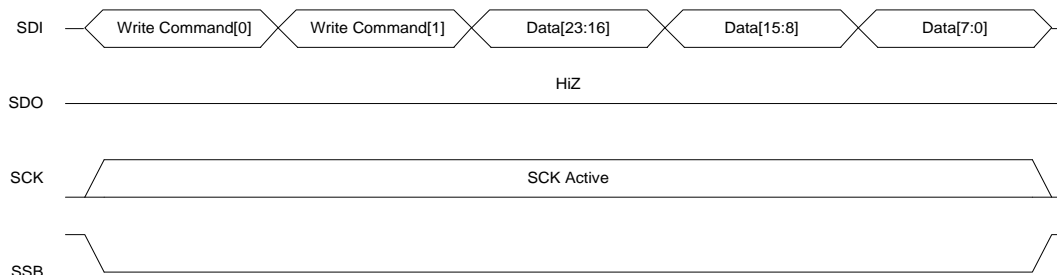 SDI Write Command[0] Write Command[1] Data[23:16] Data[15:8] Data[7:0]
HiZ
SDO
SCK SCK Active
SSB